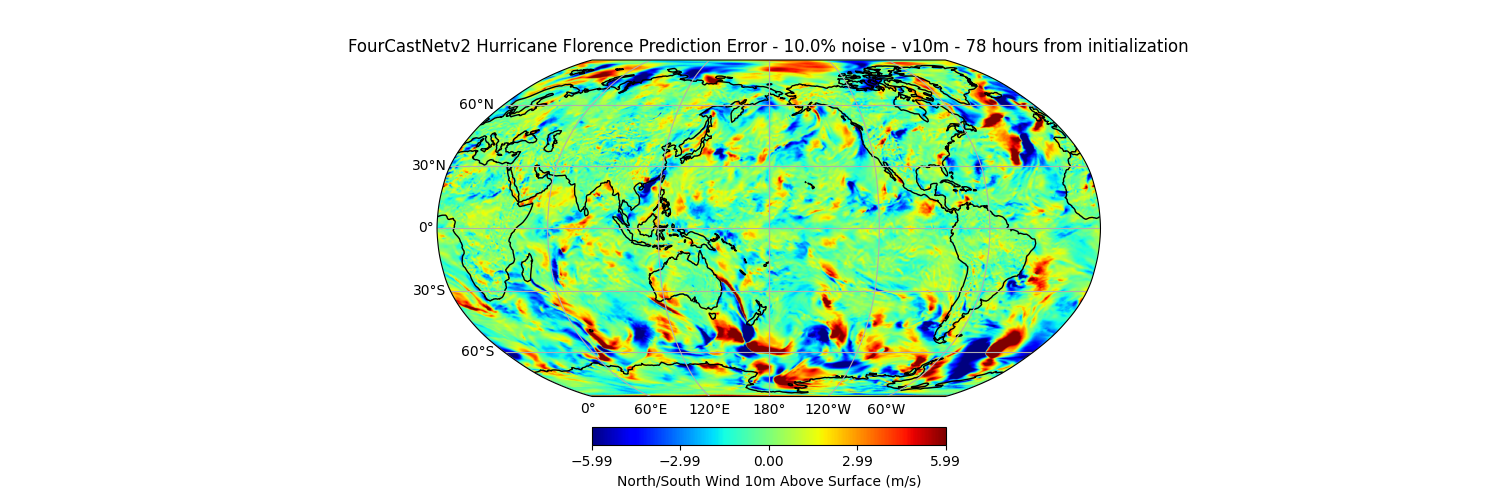 FourCastNetv2 Hurricane Florence Prediction Error - 10.0% noise - v10m - 78 hours from initialization
60°N
30°N
0°
30°S
60°S
0° 60°E 120°E 180° 120°W 60°W
−5.99 −2.99 0.00 2.99 5.99
North/South Wind 10m Above Surface (m/s)